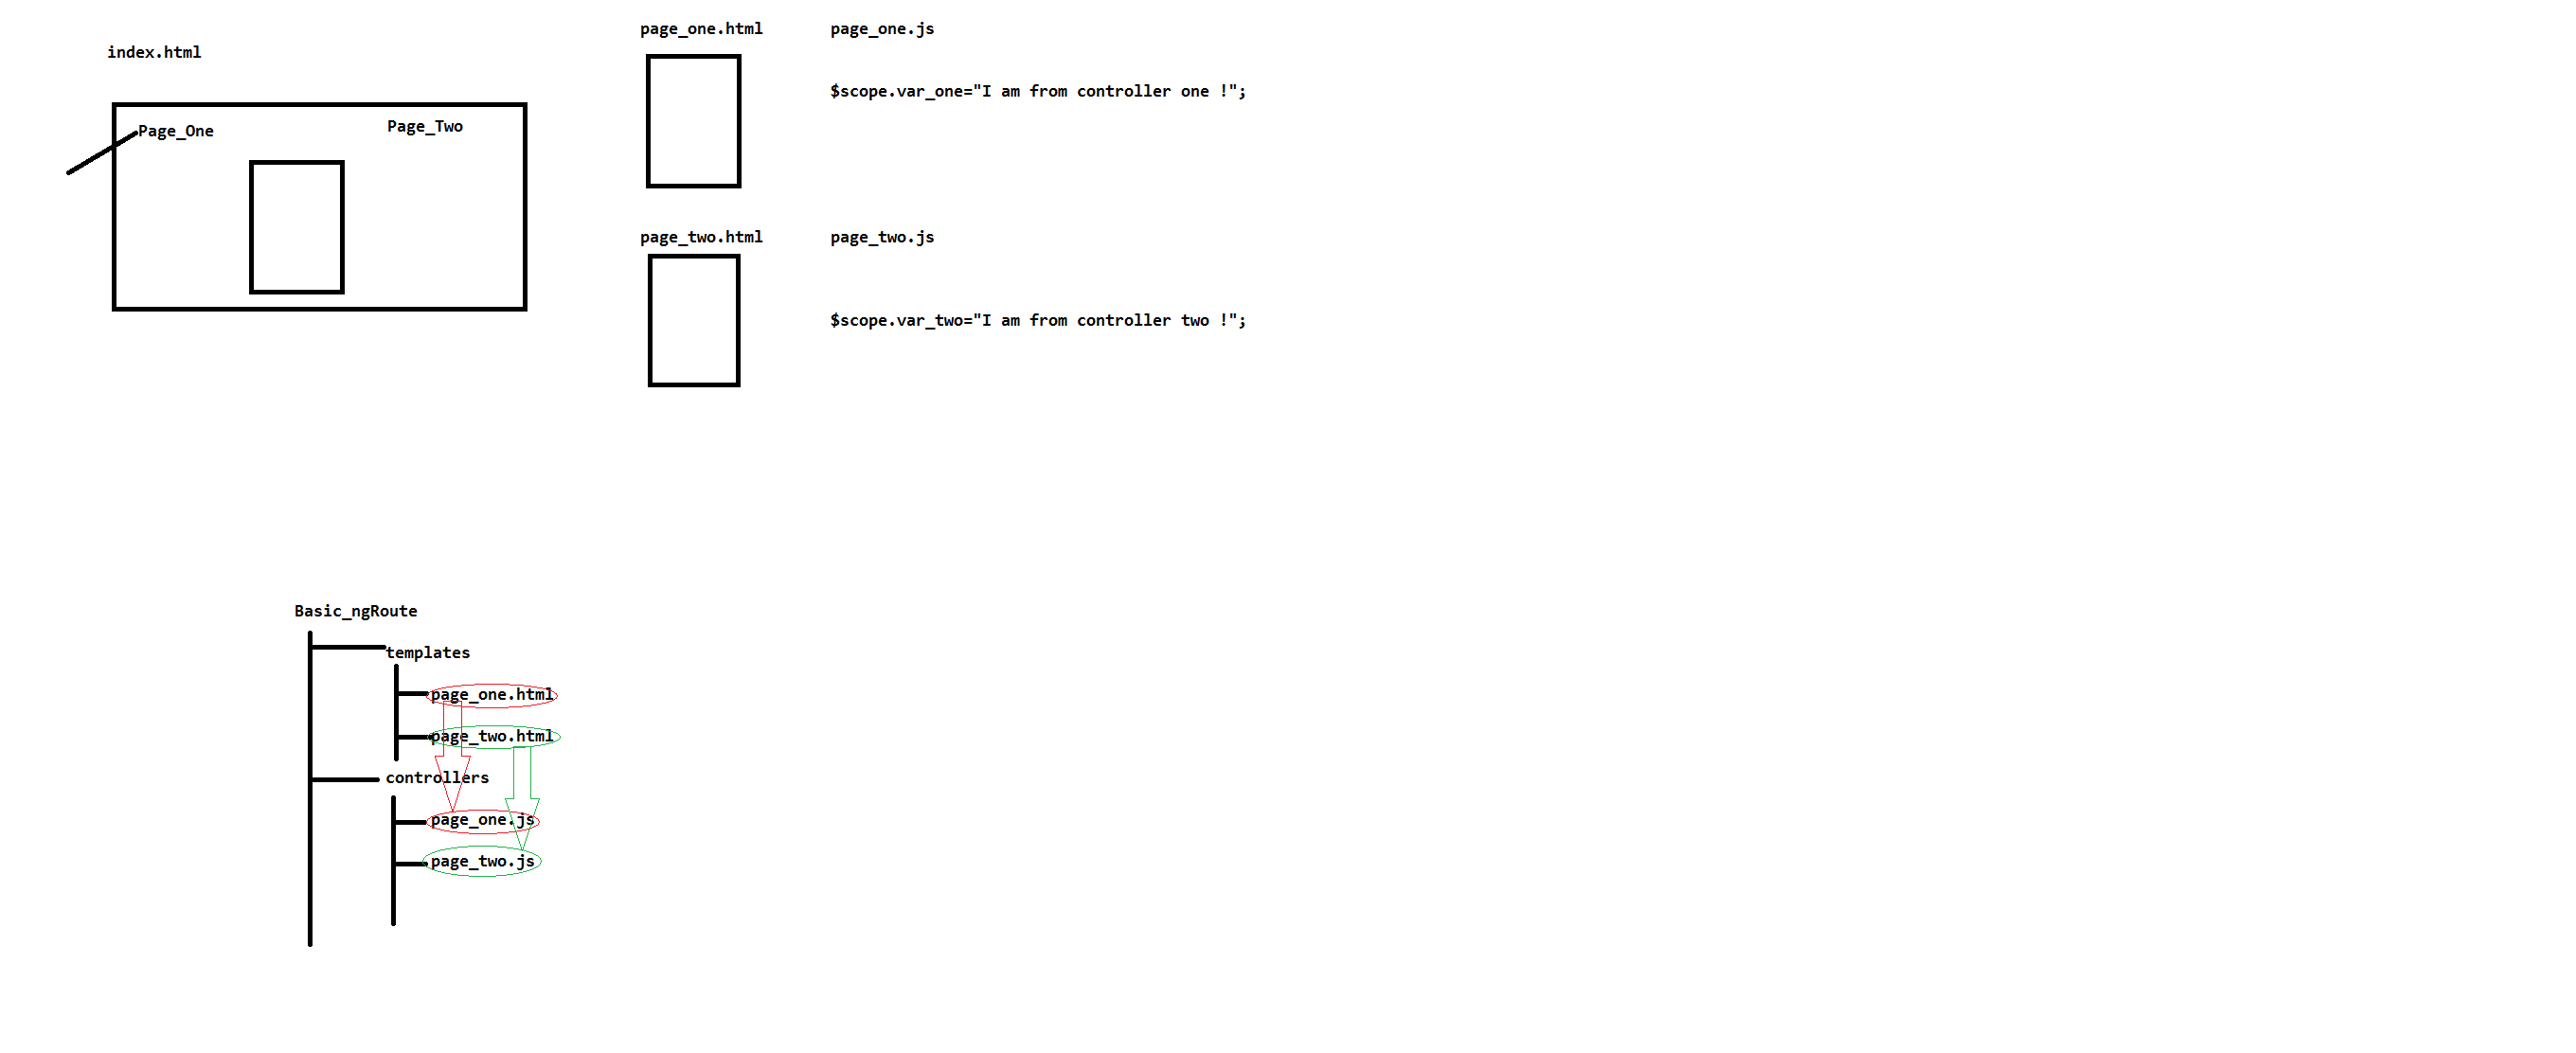 index.html
Page_One
Page_Two
page_one.html
page_one.js
$scope.var_one="I am from controller one !";
page_two.html
page_two.js
$scope.var_two="I am from controller two !";
Basic_ngRoute
templates
page_one.html
page_two.html
controllers
page_one.js
page_two.js